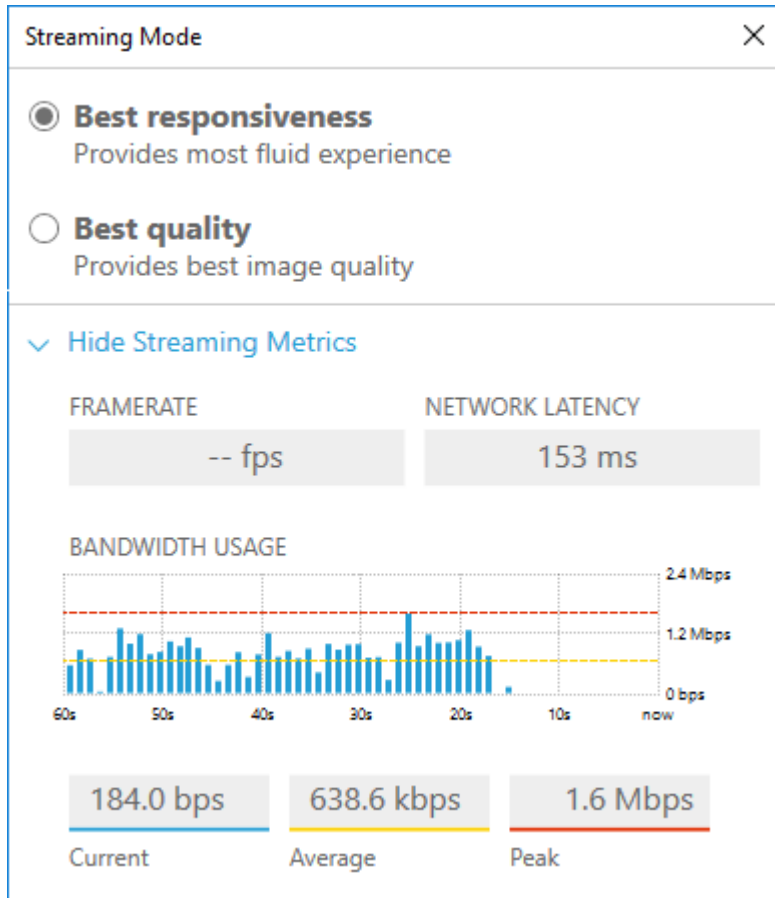 Streaming Mode
Best responsiveness
Provides most fluid experience
Best quality
Provides best image quality
Hide Streaming Metrics
FRAMERATE
NETWORK LATENCY
-- fps
153 ms
BANDWIDTH USAGE
2.4 Mbps
1.2 Mbps
0 bps
60s 50s 40s 30s 20s 10s now
184.0 bps 638.6 kbps 1.6 Mbps
Current Average Peak